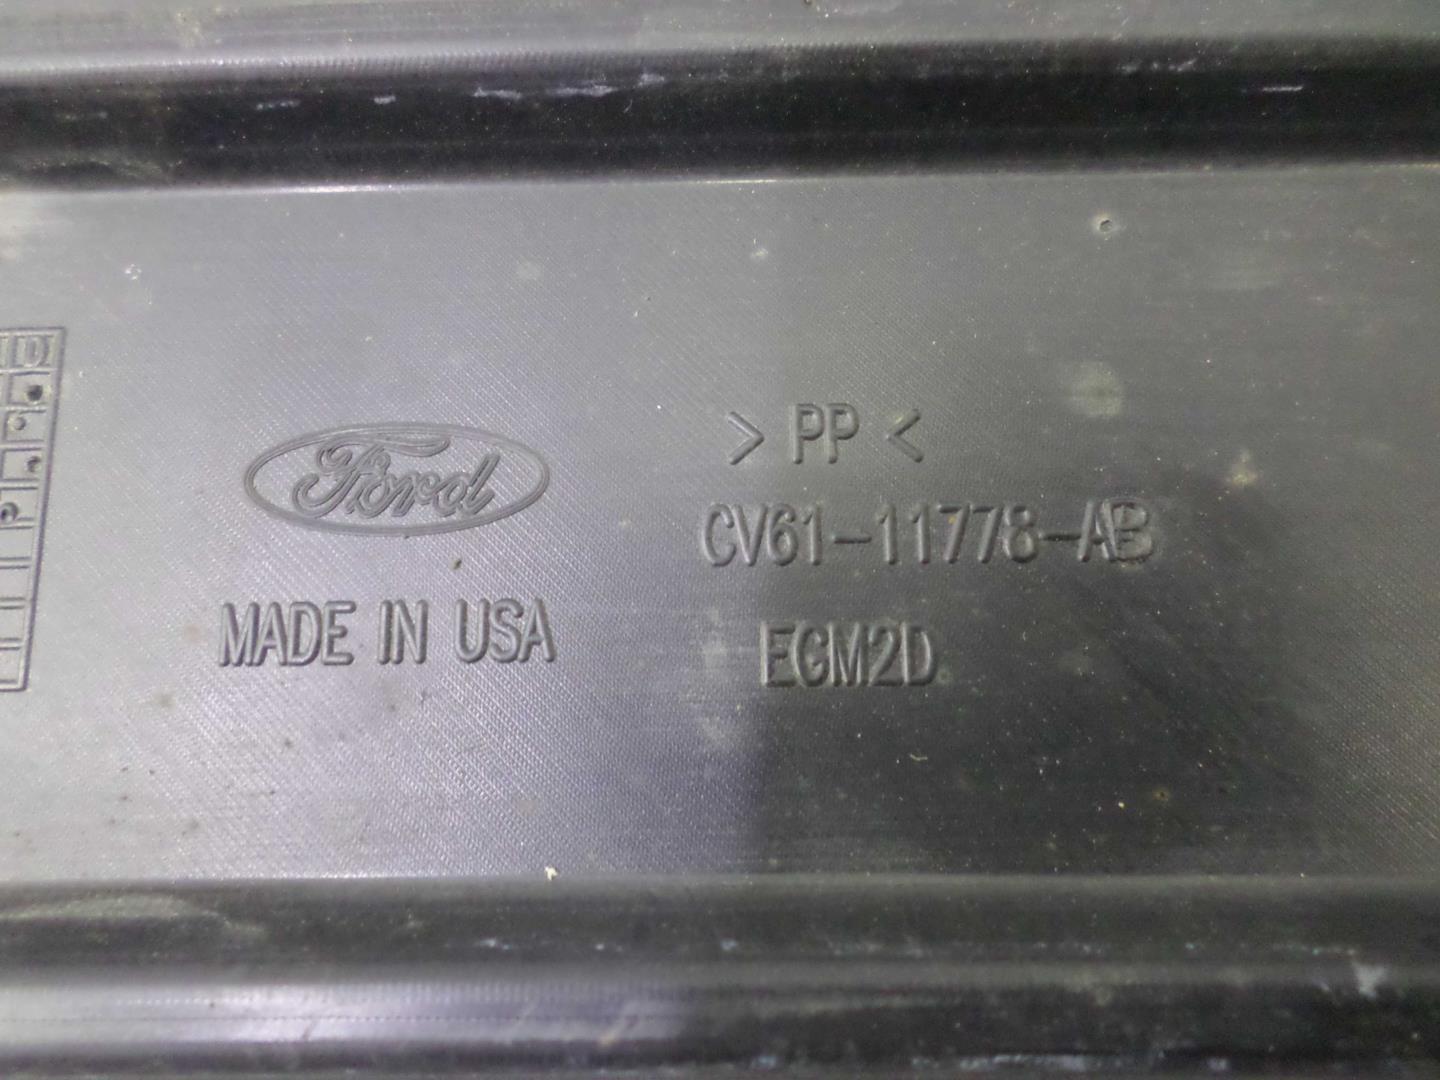 Ford
MADE IN USA
> PP <
CV61-11778-AB
EGM2D